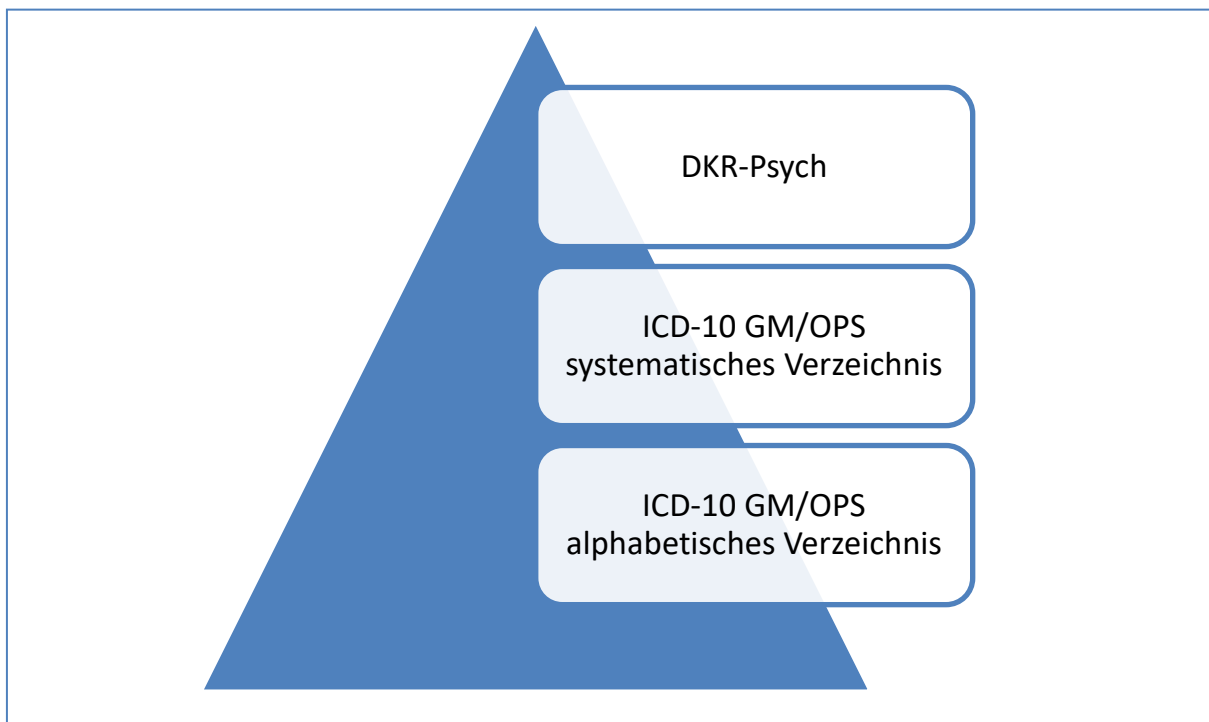 DKR-Psych
ICD-10 GM/OPS
systematisches Verzeichnis
ICD-10 GM/OPS
alphabetisches Verzeichnis